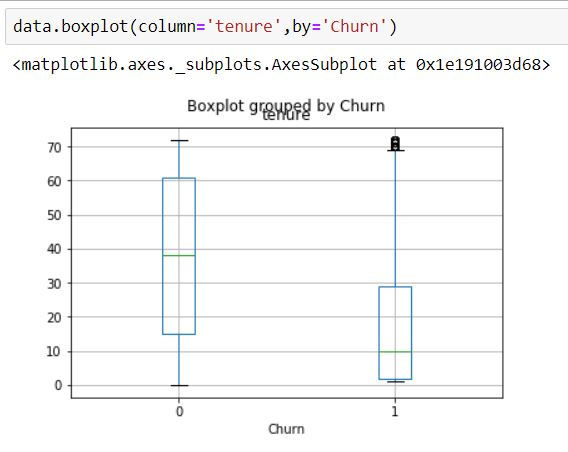 data.boxplot(column='tenure',by='Churn')
<matplotlib.axes._subplots.AxesSubplot at 0x1e191003d68>
Boxplot grouped by Churn
tenure
70
60
50
40
30
20
10
0
0
1
Churn